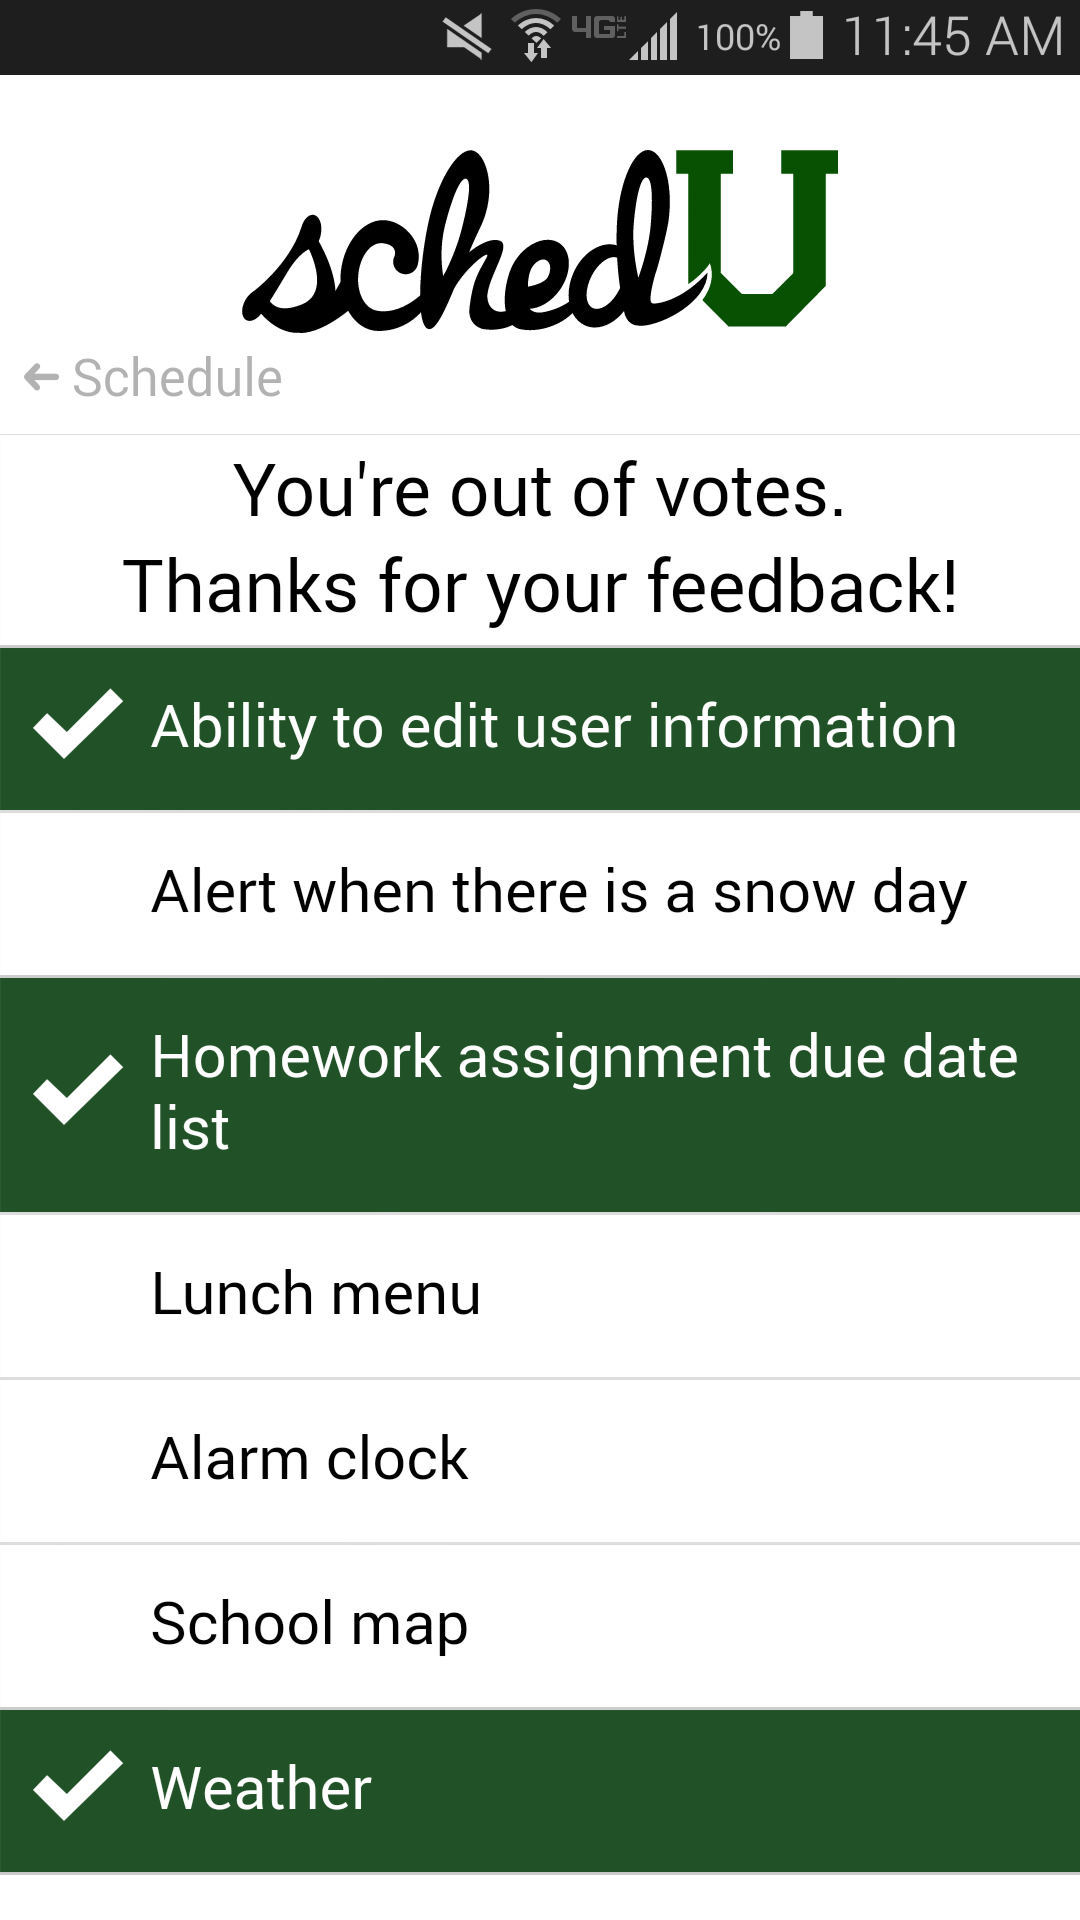 4G LTE 100% 11:45 AM
schedU
Schedule
You're out of votes.
Thanks for your feedback!
Ability to edit user information
Alert when there is a snow day
Homework assignment due date
list
Lunch menu
Alarm clock
School map
Weather